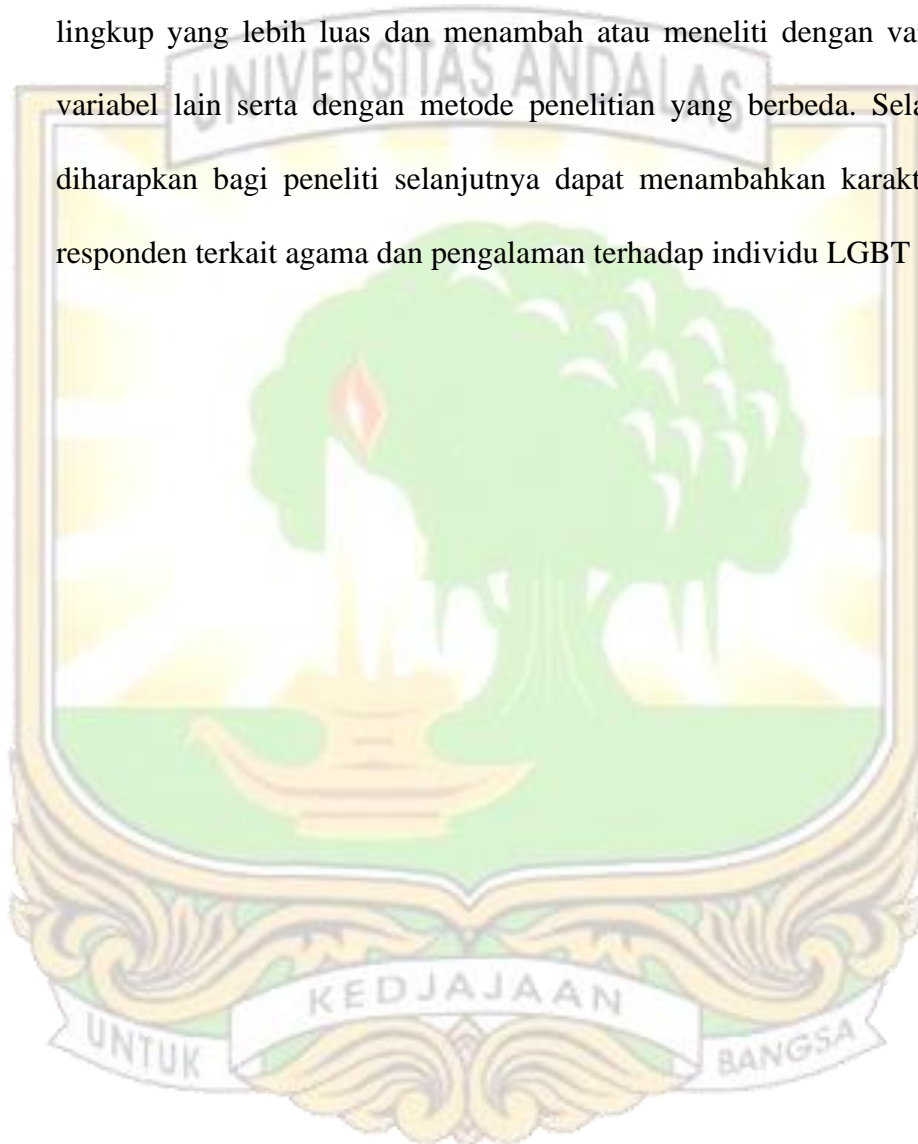 lingkup yang lebih luas dan menambah atau meneliti dengan va
UNIVERSITAS ANDALAS
variabel lain serta dengan metode penelitian yang berbeda. Sela
diharapkan bagi peneliti selanjutnya dapat menambahkan karakt
responden terkait agama dan pengalaman terhadap individu LGBT
UNTUK KEDJAJAAN BANGSA